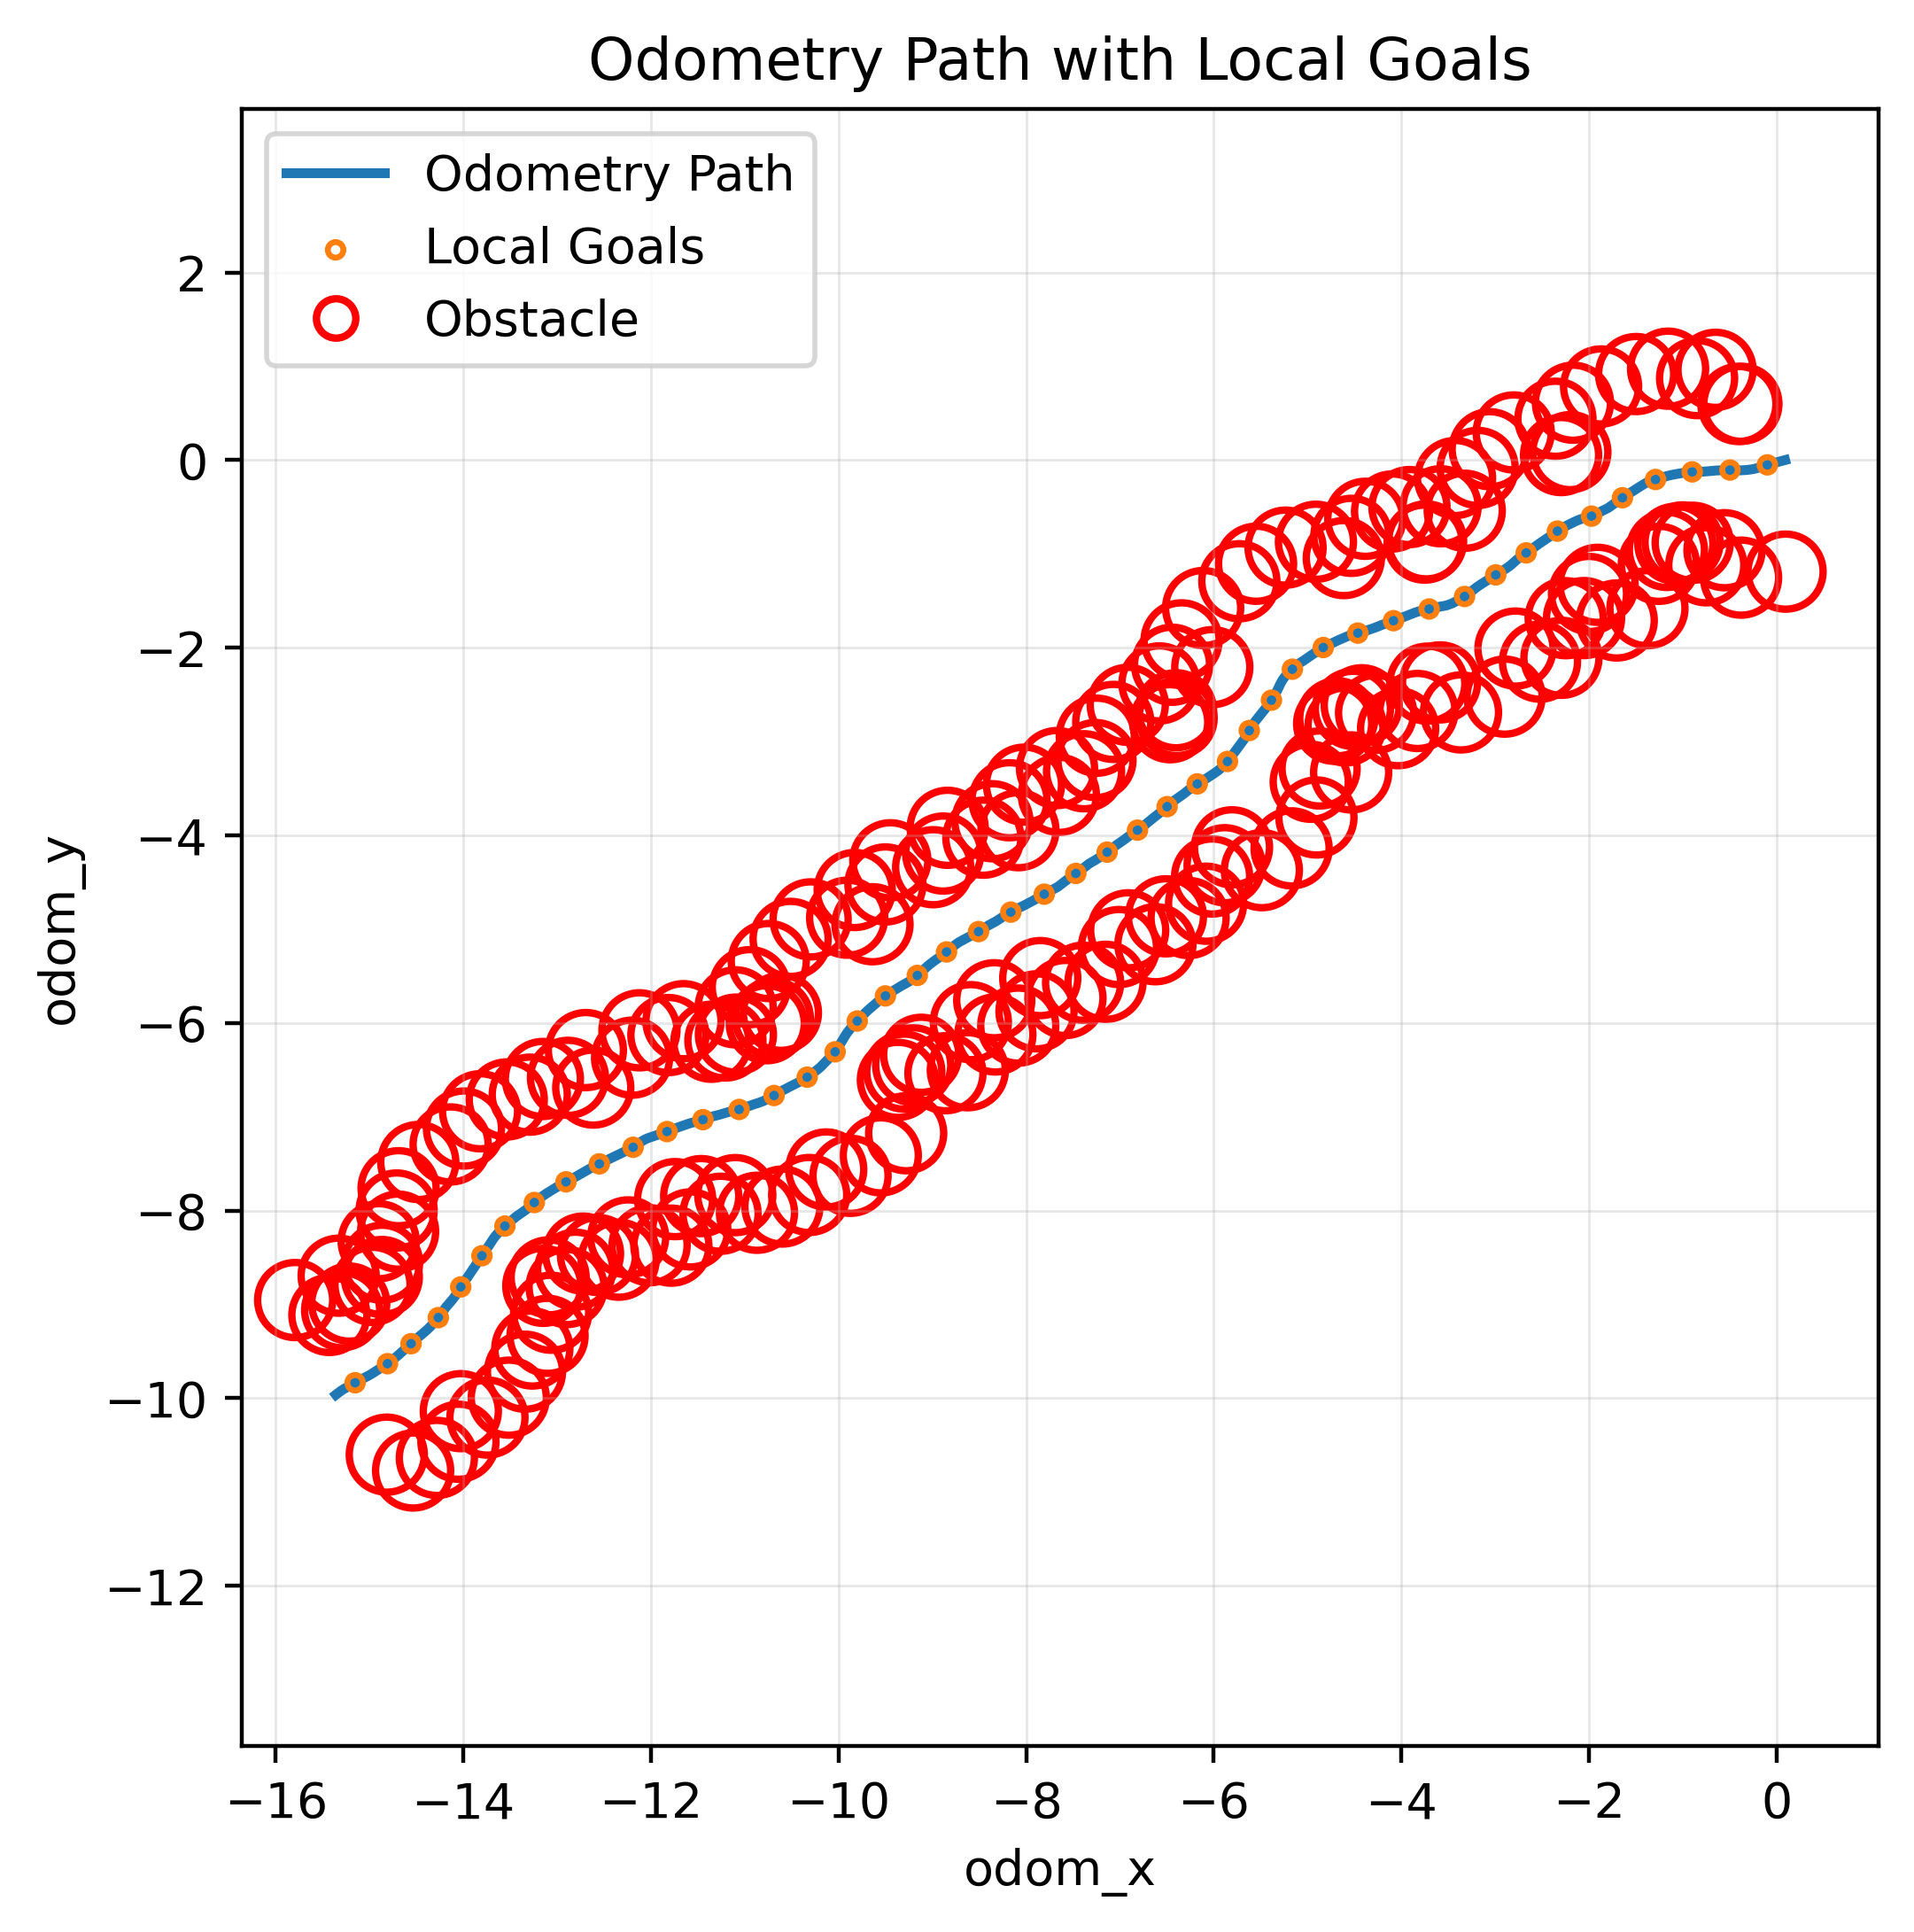 Odometry Path with Local Goals
Odometry Path
Local Goals
Obstacle
2
0
−2
−4
−6
−8
−10
−12
odom_y
−16 −14 −12 −10 −8 −6 −4 −2 0
odom_x